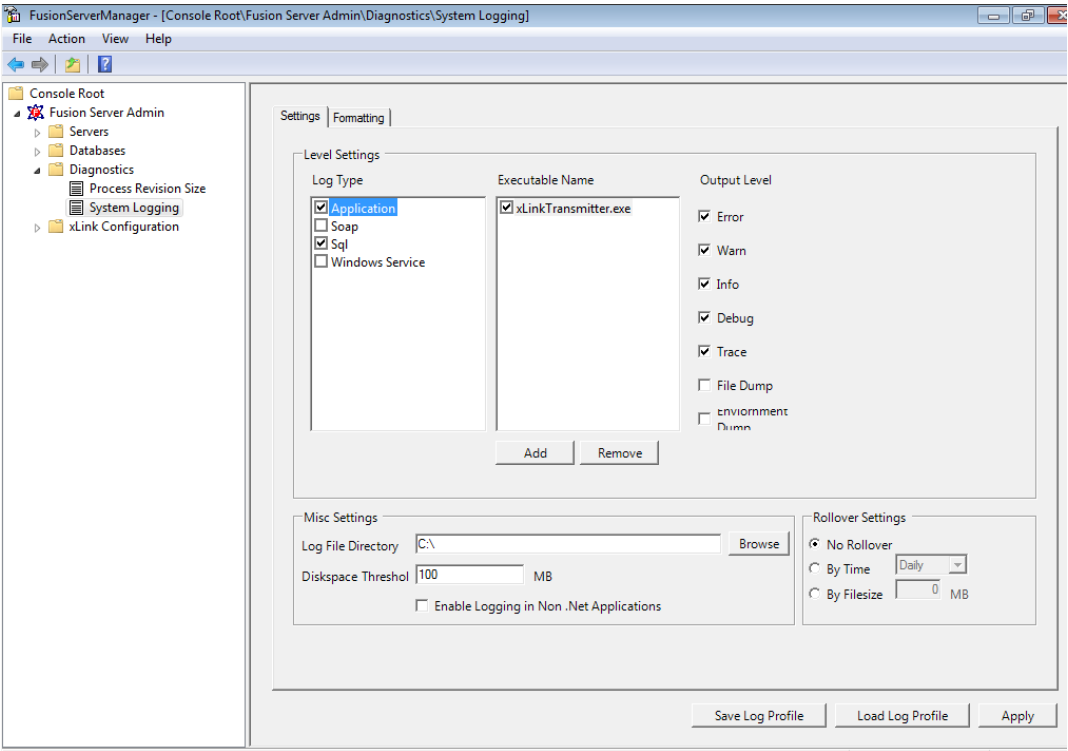 FusionServerManager - [Console Root\Fusion Server Admin\Diagnostics\System Logging]
File Action View Help
Console Root
Fusion Server Admin
Servers
Databases
Diagnostics
Process Revision Size
System Logging
xLink Configuration
Settings Formatting
Level Settings
Log Type Executable Name Output Level
Application
Soap
Sql
Windows Service
xLinkTransmitter.exe
Error
Warn
Info
Debug
Trace
File Dump
Enviornment
Dump
Add Remove
Misc Settings
Log File Directory C:\ Browse
Diskspace Threshol 100 MB
Enable Logging in Non .Net Applications
Rollover Settings
No Rollover
By Time Daily
By Filesize 0 MB
Save Log Profile Load Log Profile Apply